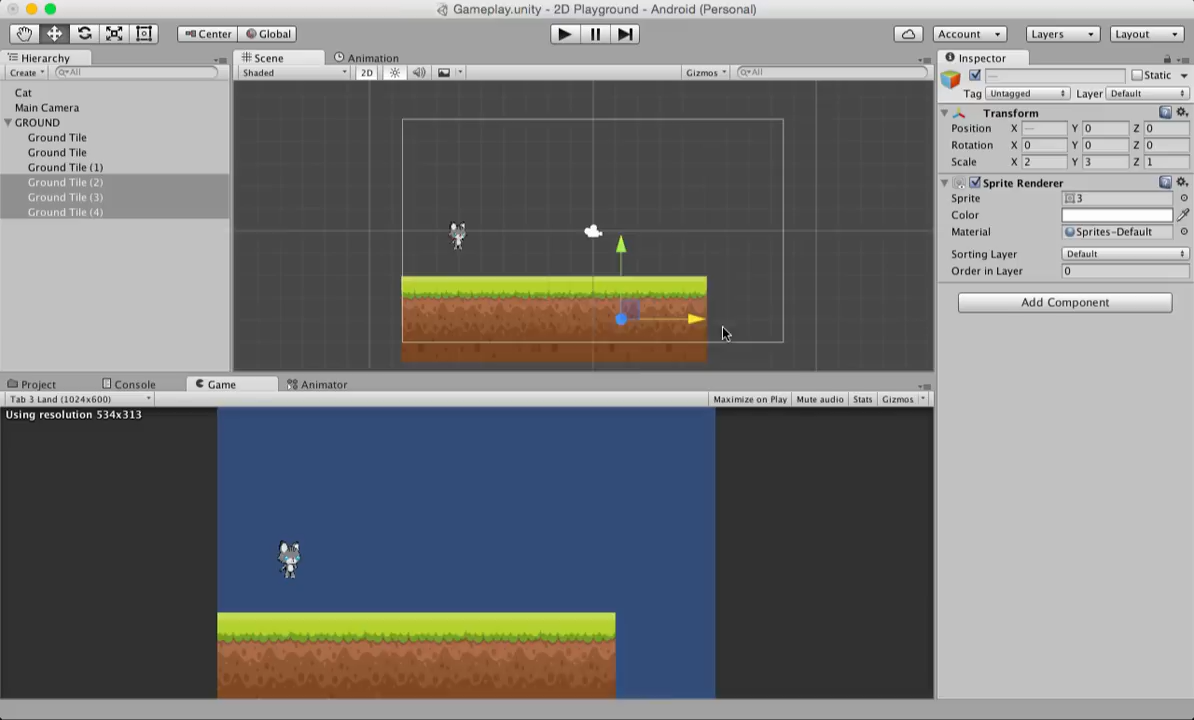 Gameplay.unity - 2D Playground - Android (Personal)
Center Global Account Layers Layout
Hierarchy
Create All
Cat
Main Camera
GROUND
Ground Tile
Ground Tile
Ground Tile (1)
Ground Tile (2)
Ground Tile (3)
Ground Tile (4)
Scene Animation
Shaded 2D Gizmos All
Inspector
— Static
Tag Untagged Layer Default
Transform
Position X — Y 0 Z 0
Rotation X 0 Y 0 Z 0
Scale X 2 Y 3 Z 1
Sprite Renderer
Sprite 3
Color
Material Sprites-Default
Sorting Layer Default
Order in Layer 0
Add Component
Project Console Game Animator
Tab 3 Land (1024x600) Maximize on Play Mute audio Stats Gizmos
Using resolution 534x313